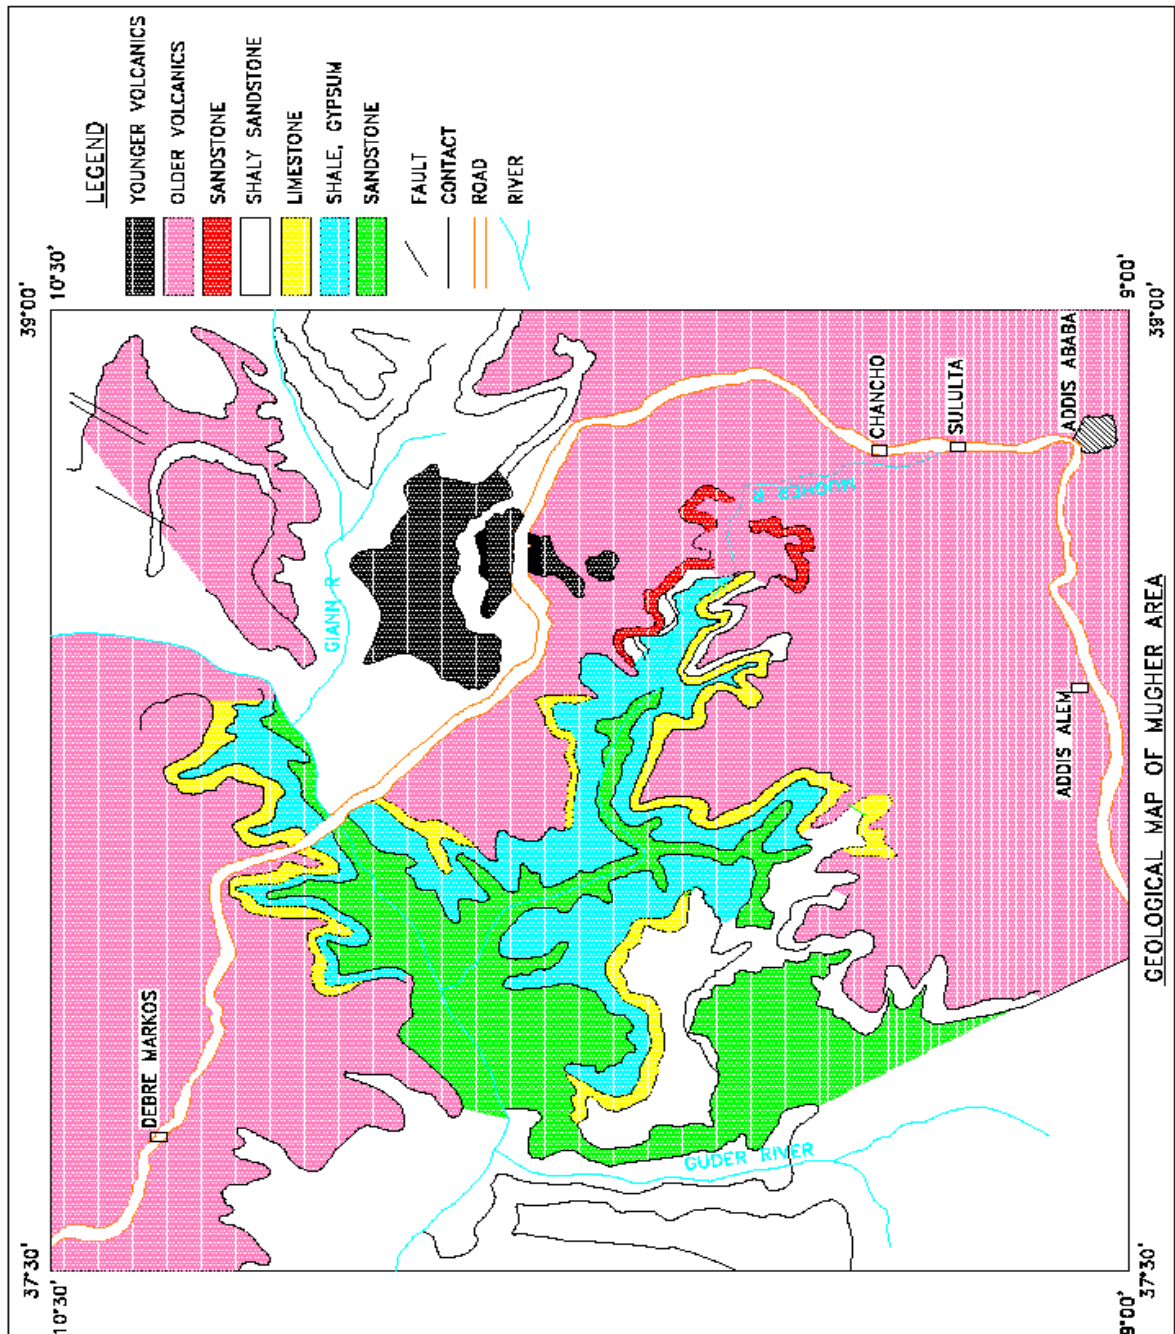 LEGEND
YOUNGER VOLCANICS
OLDER VOLCANICS
SANDSTONE
SHALY SANDSTONE
LIMESTONE
SHALE, GYPSUM
SANDSTONE
FAULT
CONTACT
ROAD
RIVER
39°00'
10°30'
9°00'
39°00'
37°30'
10°30'
9°00'
37°30'
DEBRE MARKOS
GIANN R
MUGHER R
CHANCHO
SULULTA
ADDIS ABABA
ADDIS ALEM
GUDER RIVER
GEOLOGICAL MAP OF MUGHER AREA